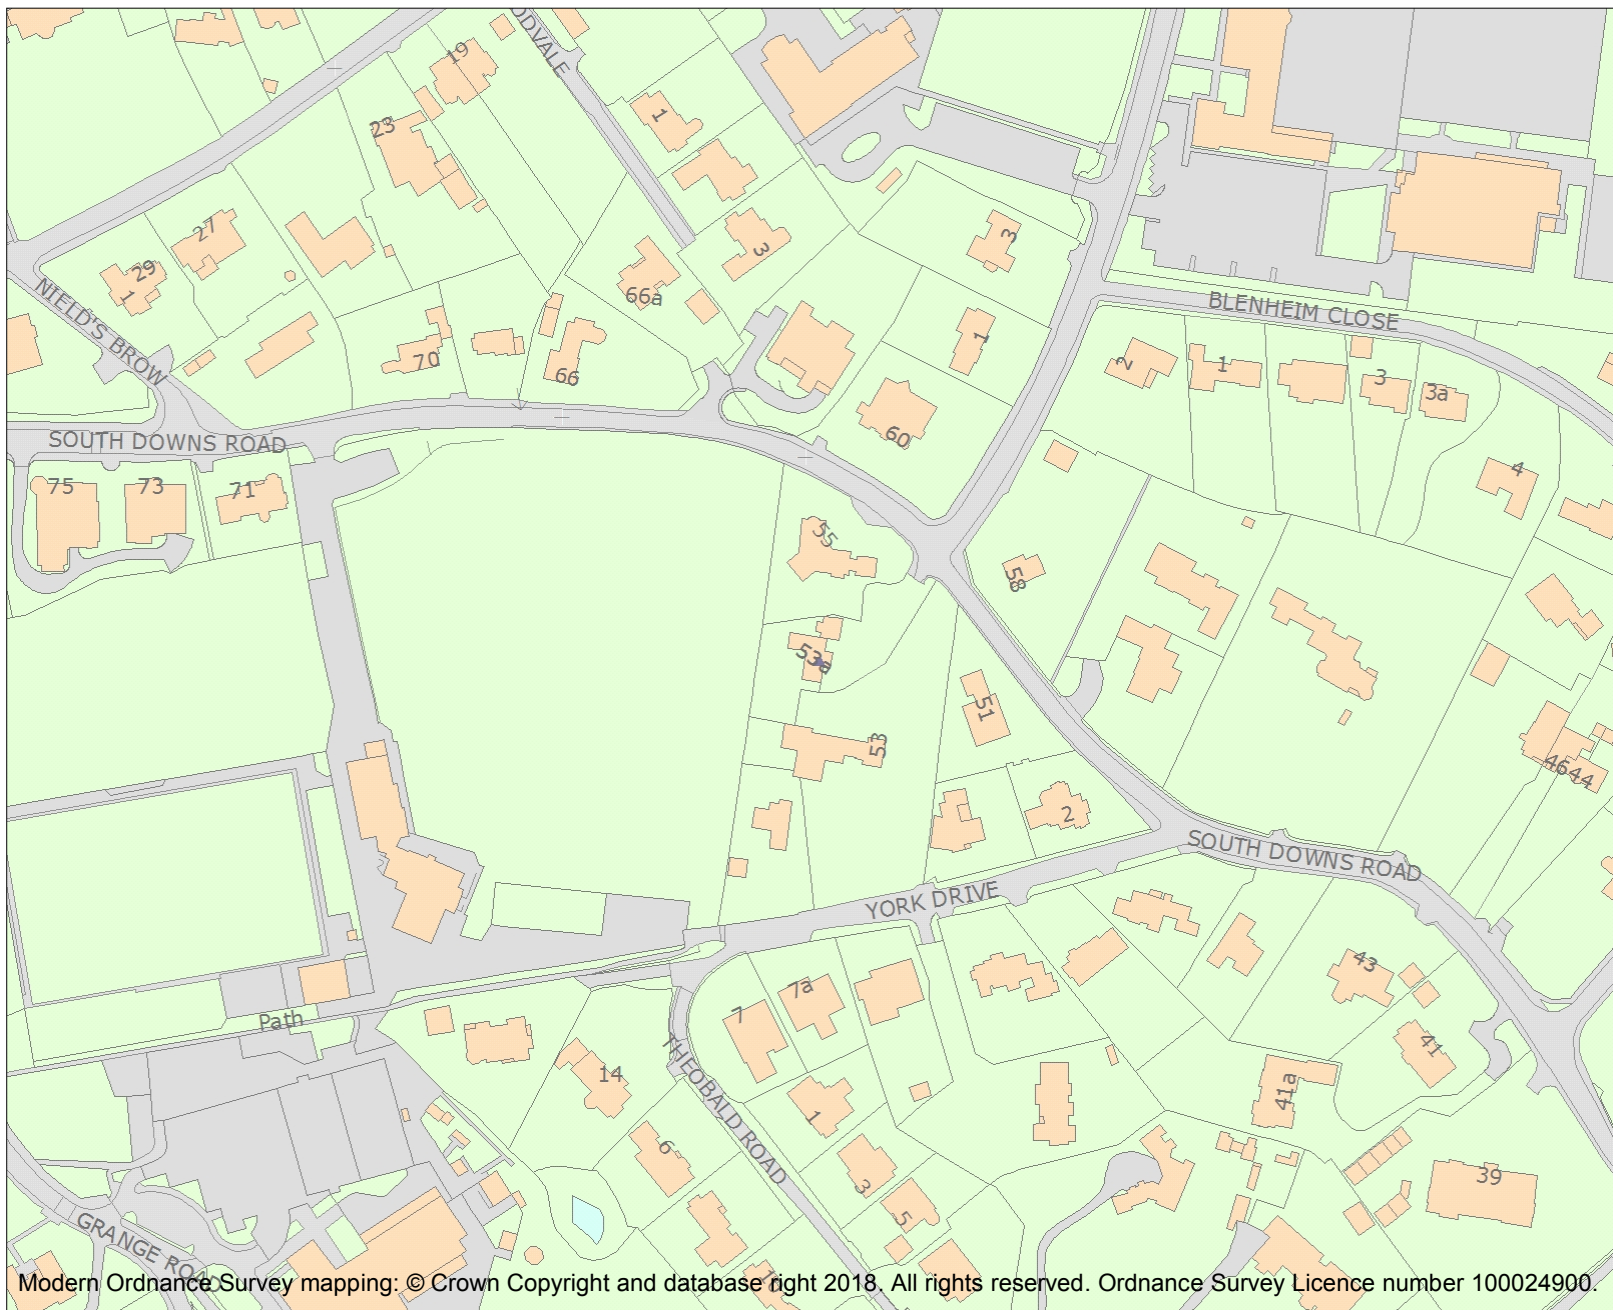 ODVALE
19
1
23
3
27
3
29
1
66a
BLENHEIM CLOSE
NIELD'S BROW
1
2
1
70
66
3
3a
60
SOUTH DOWNS ROAD
4
75
73
71
55
58
53a
51
53
4644
2
SOUTH DOWNS ROAD
YORK DRIVE
43
7a
7
Path
41
THEOBALD ROAD
14
41a
1
6
39
3
5
GRANGE ROAD
Modern Ordnance Survey mapping: © Crown Copyright and database right 2018. All rights reserved. Ordnance Survey Licence number 100024900.